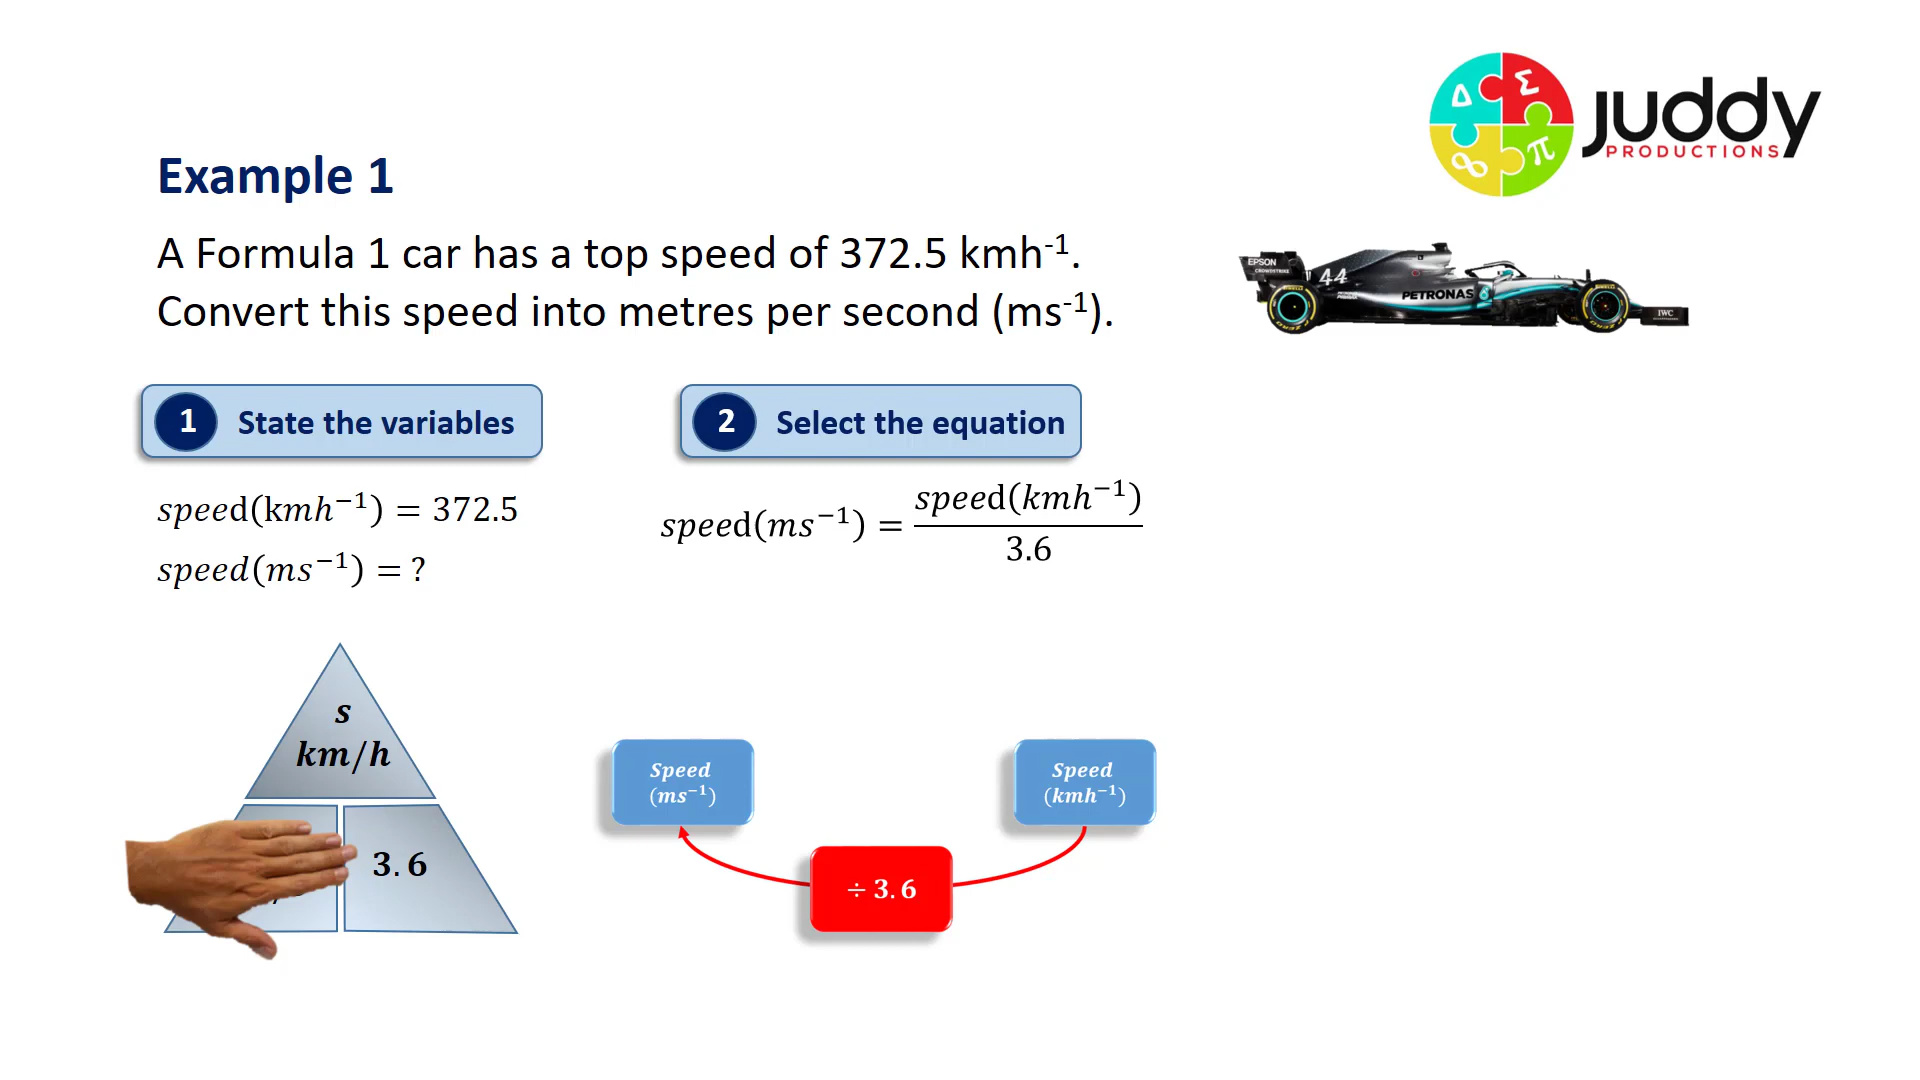 Δ Σ
∞ π
juddy
PRODUCTIONS
Example 1
A Formula 1 car has a top speed of 372.5 kmh⁻¹.
Convert this speed into metres per second (ms⁻¹).
EPSON
CROWDSTRIKE
44
PETRONAS
IWC
1 State the variables
2 Select the equation
speed(kmh⁻¹) = 372.5
speed(ms⁻¹) = ?
speed(ms⁻¹) = speed(kmh⁻¹)
3.6
s
km/h
3.6
Speed
(ms⁻¹)
Speed
(kmh⁻¹)
÷ 3.6